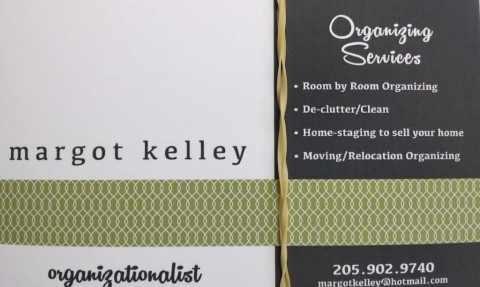 margot kelley
organizationalist
Organizing
Services
• Room by Room Organizing
• De-clutter/Clean
• Home-staging to sell your home
• Moving/Relocation Organizing
205.902.9740
margotkelley@hotmail.com